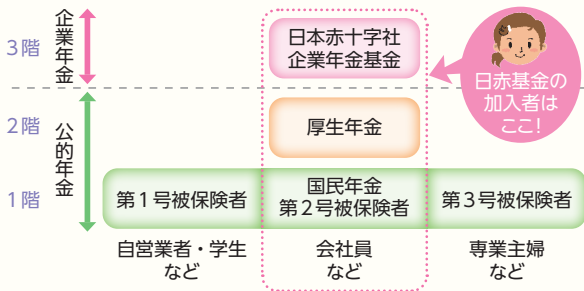 企業年金
3階
日本赤十字社
企業年金基金
日赤基金の
加入者は
ここ!
公的年金
2階
厚生年金
1階
第1号被保険者
国民年金
第2号被保険者
第3号被保険者
自営業者・学生
など
会社員
など
専業主婦
など